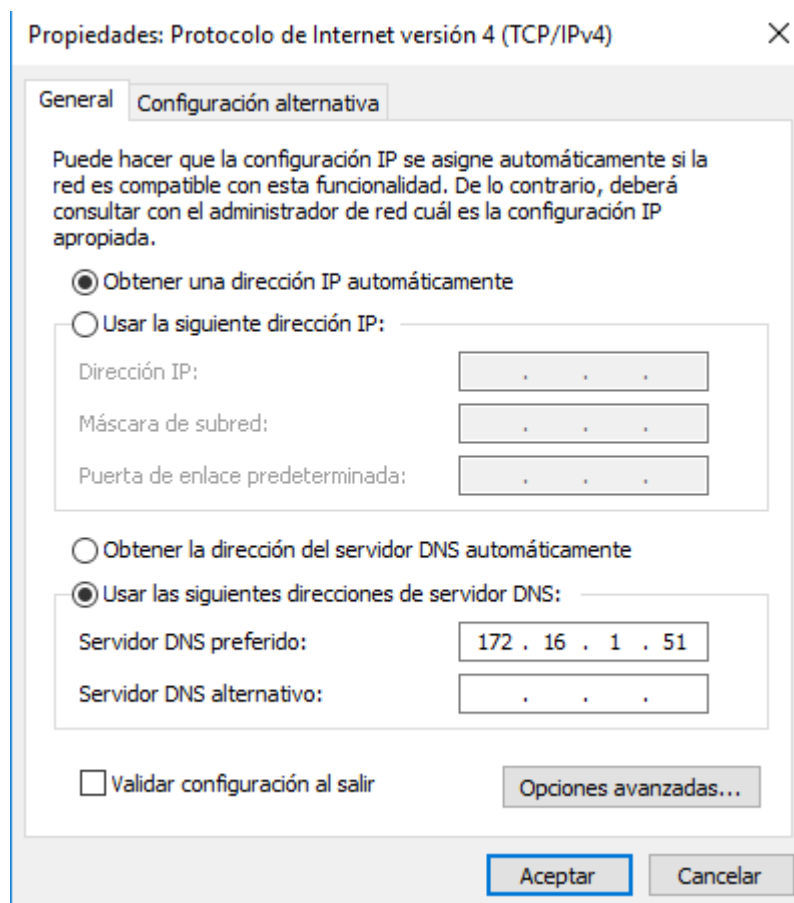 Propiedades: Protocolo de Internet versión 4 (TCP/IPv4)
General
Configuración alternativa
Puede hacer que la configuración IP se asigne automáticamente si la
red es compatible con esta funcionalidad. De lo contrario, deberá
consultar con el administrador de red cuál es la configuración IP
apropiada.
Obtener una dirección IP automáticamente
Usar la siguiente dirección IP:
Dirección IP:
Máscara de subred:
Puerta de enlace predeterminada:
Obtener la dirección del servidor DNS automáticamente
Usar las siguientes direcciones de servidor DNS:
Servidor DNS preferido: 172 . 16 . 1 . 51
Servidor DNS alternativo:
Validar configuración al salir
Opciones avanzadas...
Aceptar
Cancelar